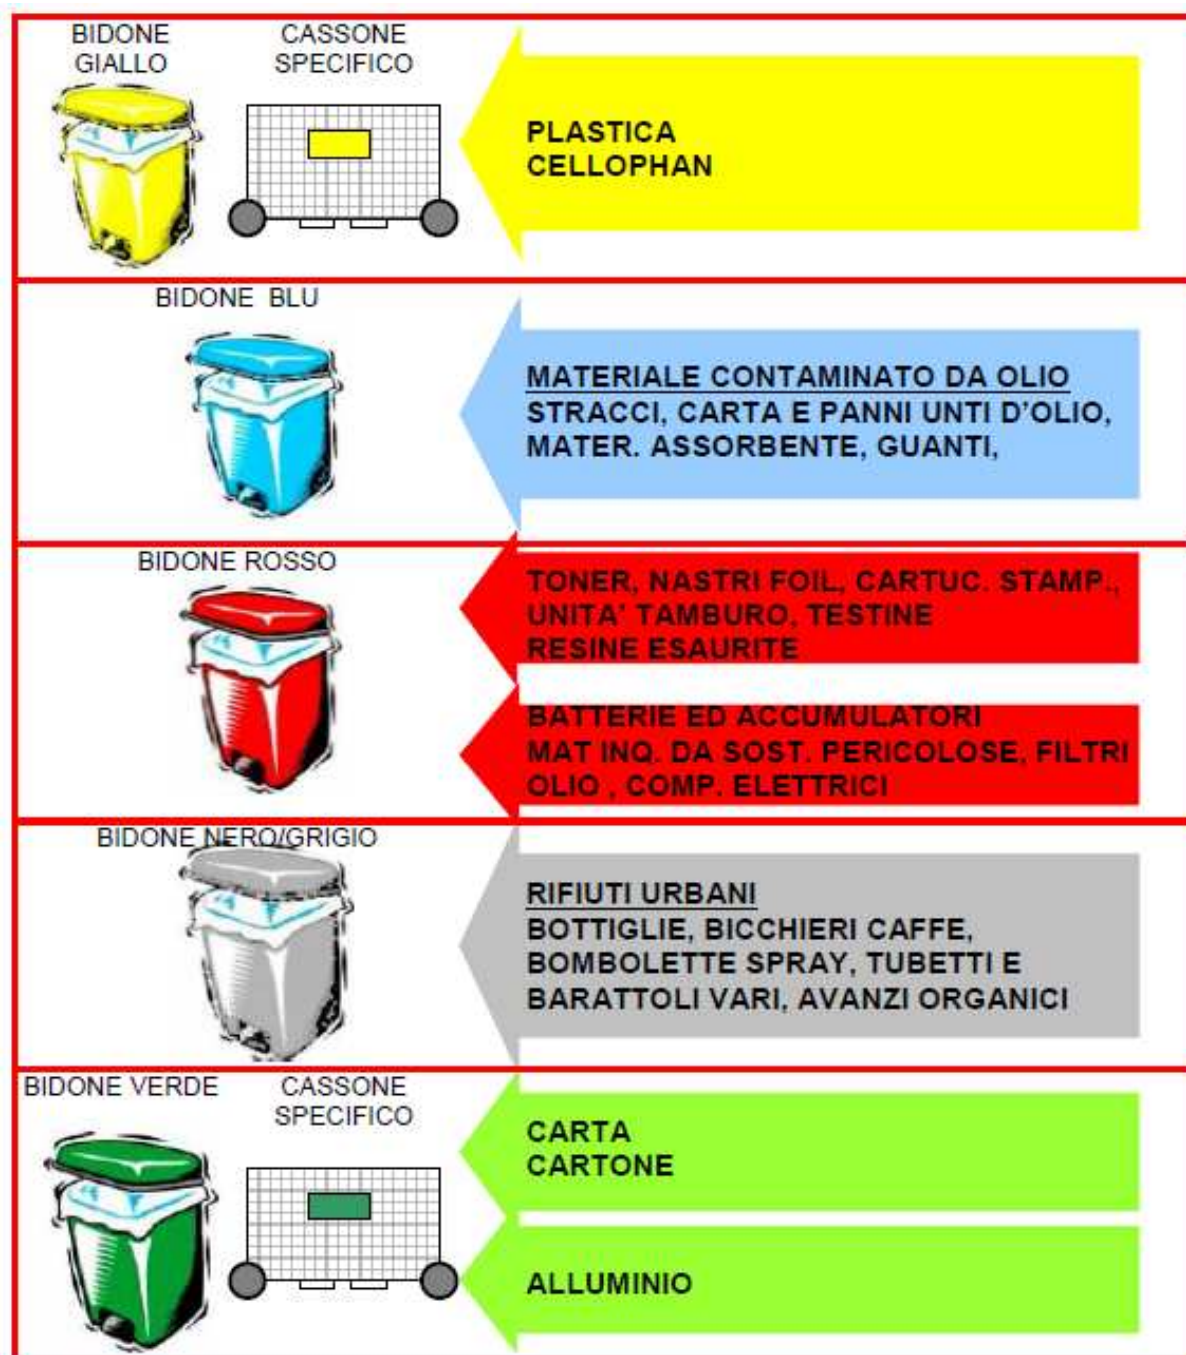 BIDONE
GIALLO
CASSONE
SPECIFICO
PLASTICA
CELLOPHAN
BIDONE BLU
MATERIALE CONTAMINATO DA OLIO
STRACCI, CARTA E PANNI UNTI D'OLIO,
MATER. ASSORBENTE, GUANTI,
BIDONE ROSSO
TONER, NASTRI FOIL, CARTUC. STAMP.,
UNITA' TAMBURO, TESTINE
RESINE ESAURITE
BATTERIE ED ACCUMULATORI
MAT INQ. DA SOST. PERICOLOSE, FILTRI
OLIO , COMP. ELETTRICI
BIDONE NERO/GRIGIO
RIFIUTI URBANI
BOTTIGLIE, BICCHIERI CAFFE,
BOMBOLETTE SPRAY, TUBETTI E
BARATTOLI VARI, AVANZI ORGANICI
BIDONE VERDE
CASSONE
SPECIFICO
CARTA
CARTONE
ALLUMINIO